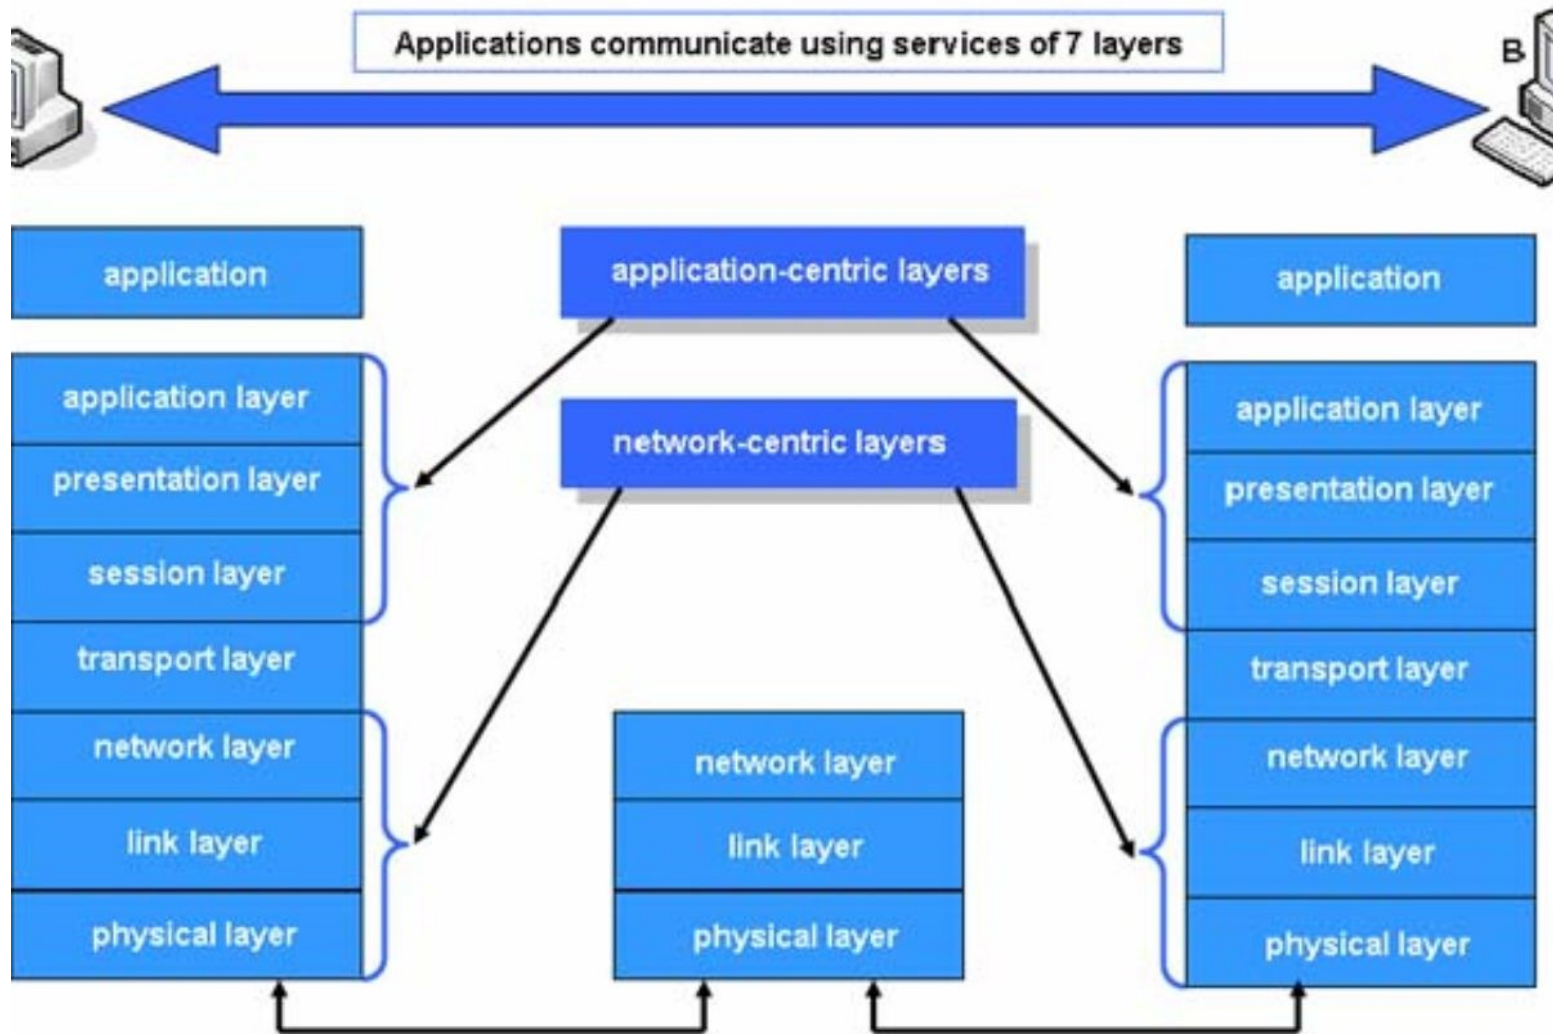 Applications communicate using services of 7 layers
B
application
application-centric layers
application
application layer
presentation layer
session layer
transport layer
network layer
link layer
physical layer
network-centric layers
network layer
link layer
physical layer
application layer
presentation layer
session layer
transport layer
network layer
link layer
physical layer